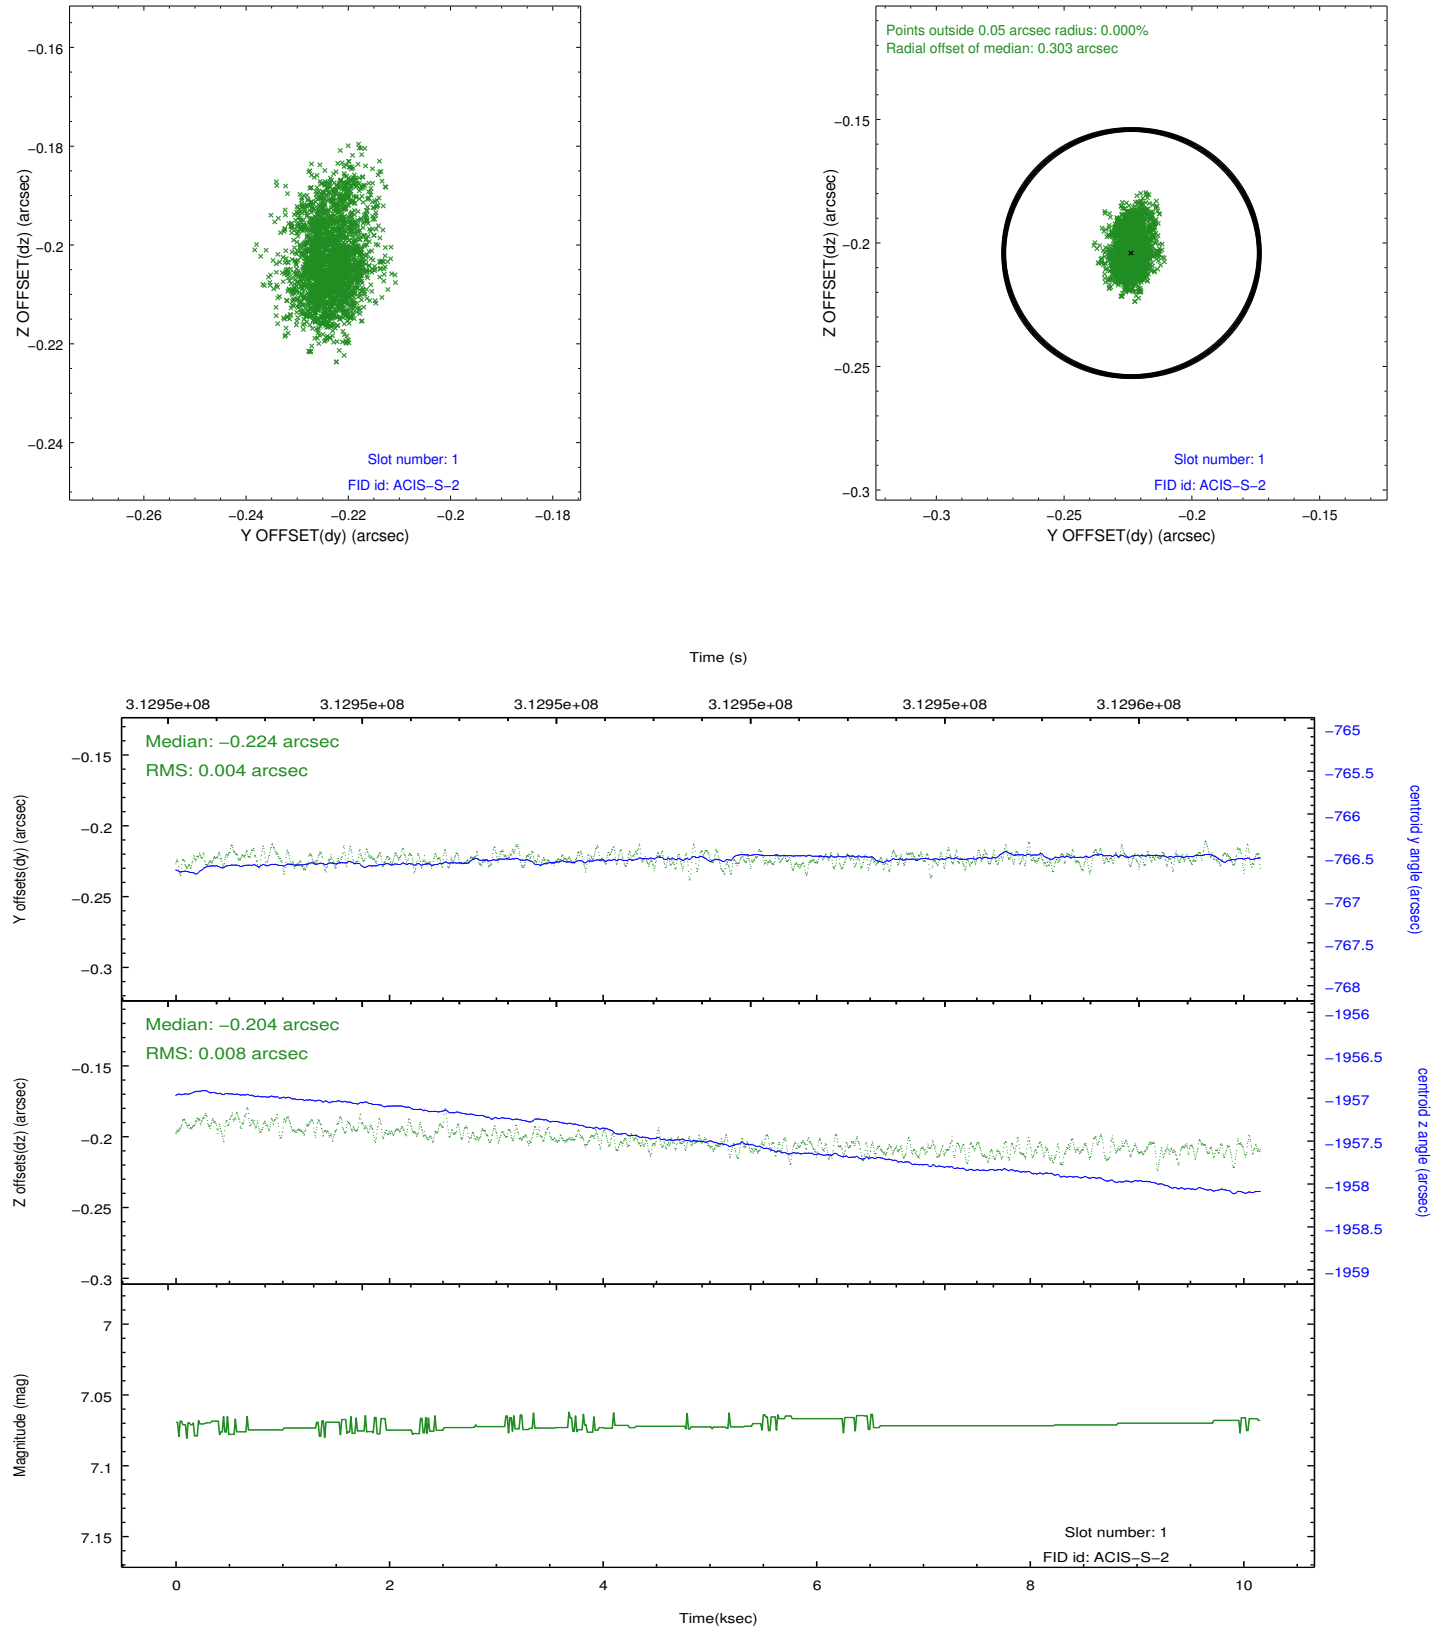 −0.16
−0.18
−0.2
−0.22
−0.24
Z OFFSET(dz) (arcsec)
Slot number: 1
FID id: ACIS−S−2
−0.26 −0.24 −0.22 −0.2 −0.18
Y OFFSET(dy) (arcsec)
Points outside 0.05 arcsec radius: 0.000%
Radial offset of median: 0.303 arcsec
−0.15
−0.2
−0.25
−0.3
Z OFFSET(dz) (arcsec)
Slot number: 1
FID id: ACIS−S−2
−0.3 −0.25 −0.2 −0.15
Y OFFSET(dy) (arcsec)
Time (s)
3.1295e+08 3.1295e+08 3.1295e+08 3.1295e+08 3.1295e+08 3.1296e+08
Median: −0.224 arcsec
RMS: 0.004 arcsec
−0.15
−0.2
−0.25
−0.3
Y offsets(dy) (arcsec)
−765
−765.5
−766
−766.5
−767
−767.5
−768
centroid y angle (arcsec)
Median: −0.204 arcsec
RMS: 0.008 arcsec
−0.15
−0.2
−0.25
−0.3
Z offsets(dz) (arcsec)
−1956
−1956.5
−1957
−1957.5
−1958
−1958.5
−1959
centroid z angle (arcsec)
7
7.05
7.1
7.15
Magnitude (mag)
Slot number: 1
FID id: ACIS−S−2
0 2 4 6 8 10
Time(ksec)